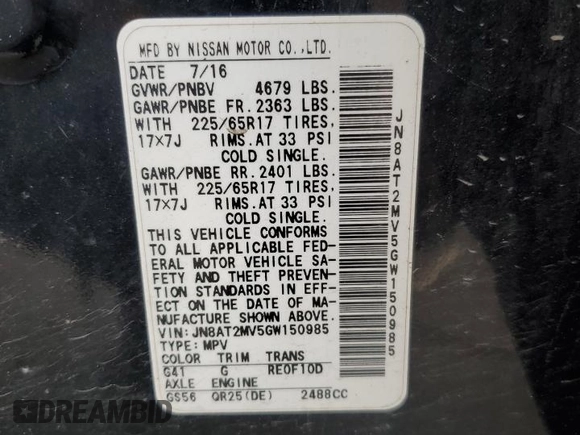 MFD BY NISSAN MOTOR CO.,LTD.
DATE 7/16
GVWR/PNBV 4679 LBS.
GAWR/PNBE FR. 2363 LBS.
WITH 225/65R17 TIRES,
17×7J RIMS.AT 33 PSI
COLD SINGLE.
GAWR/PNBE RR. 2401 LBS.
WITH 225/65R17 TIRES,
17×7J RIMS.AT 33 PSI
COLD SINGLE.
THIS VEHICLE CONFORMS
TO ALL APPLICABLE FED-
ERAL MOTOR VEHICLE SA-
FETY AND THEFT PREVEN-
TION STANDARDS IN EFF-
ECT ON THE DATE OF MA-
NUFACTURE SHOWN ABOVE.
VIN: JN8AT2MV5GW150985
TYPE: MPV
COLOR TRIM TRANS
G41 G RE0F10D
AXLE ENGINE
GS56 QR25(DE) 2488CC
JN8AT2MV5GW150985
DREAMBID